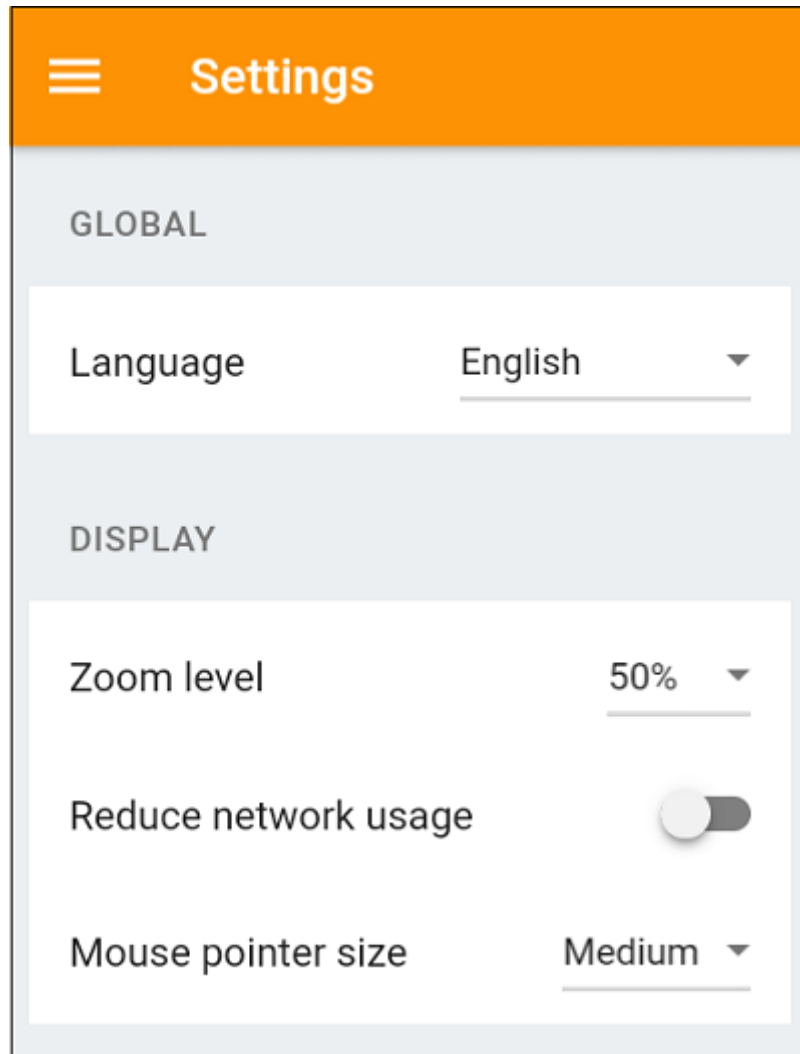 Settings
GLOBAL
Language English
DISPLAY
Zoom level 50%
Reduce network usage
Mouse pointer size Medium